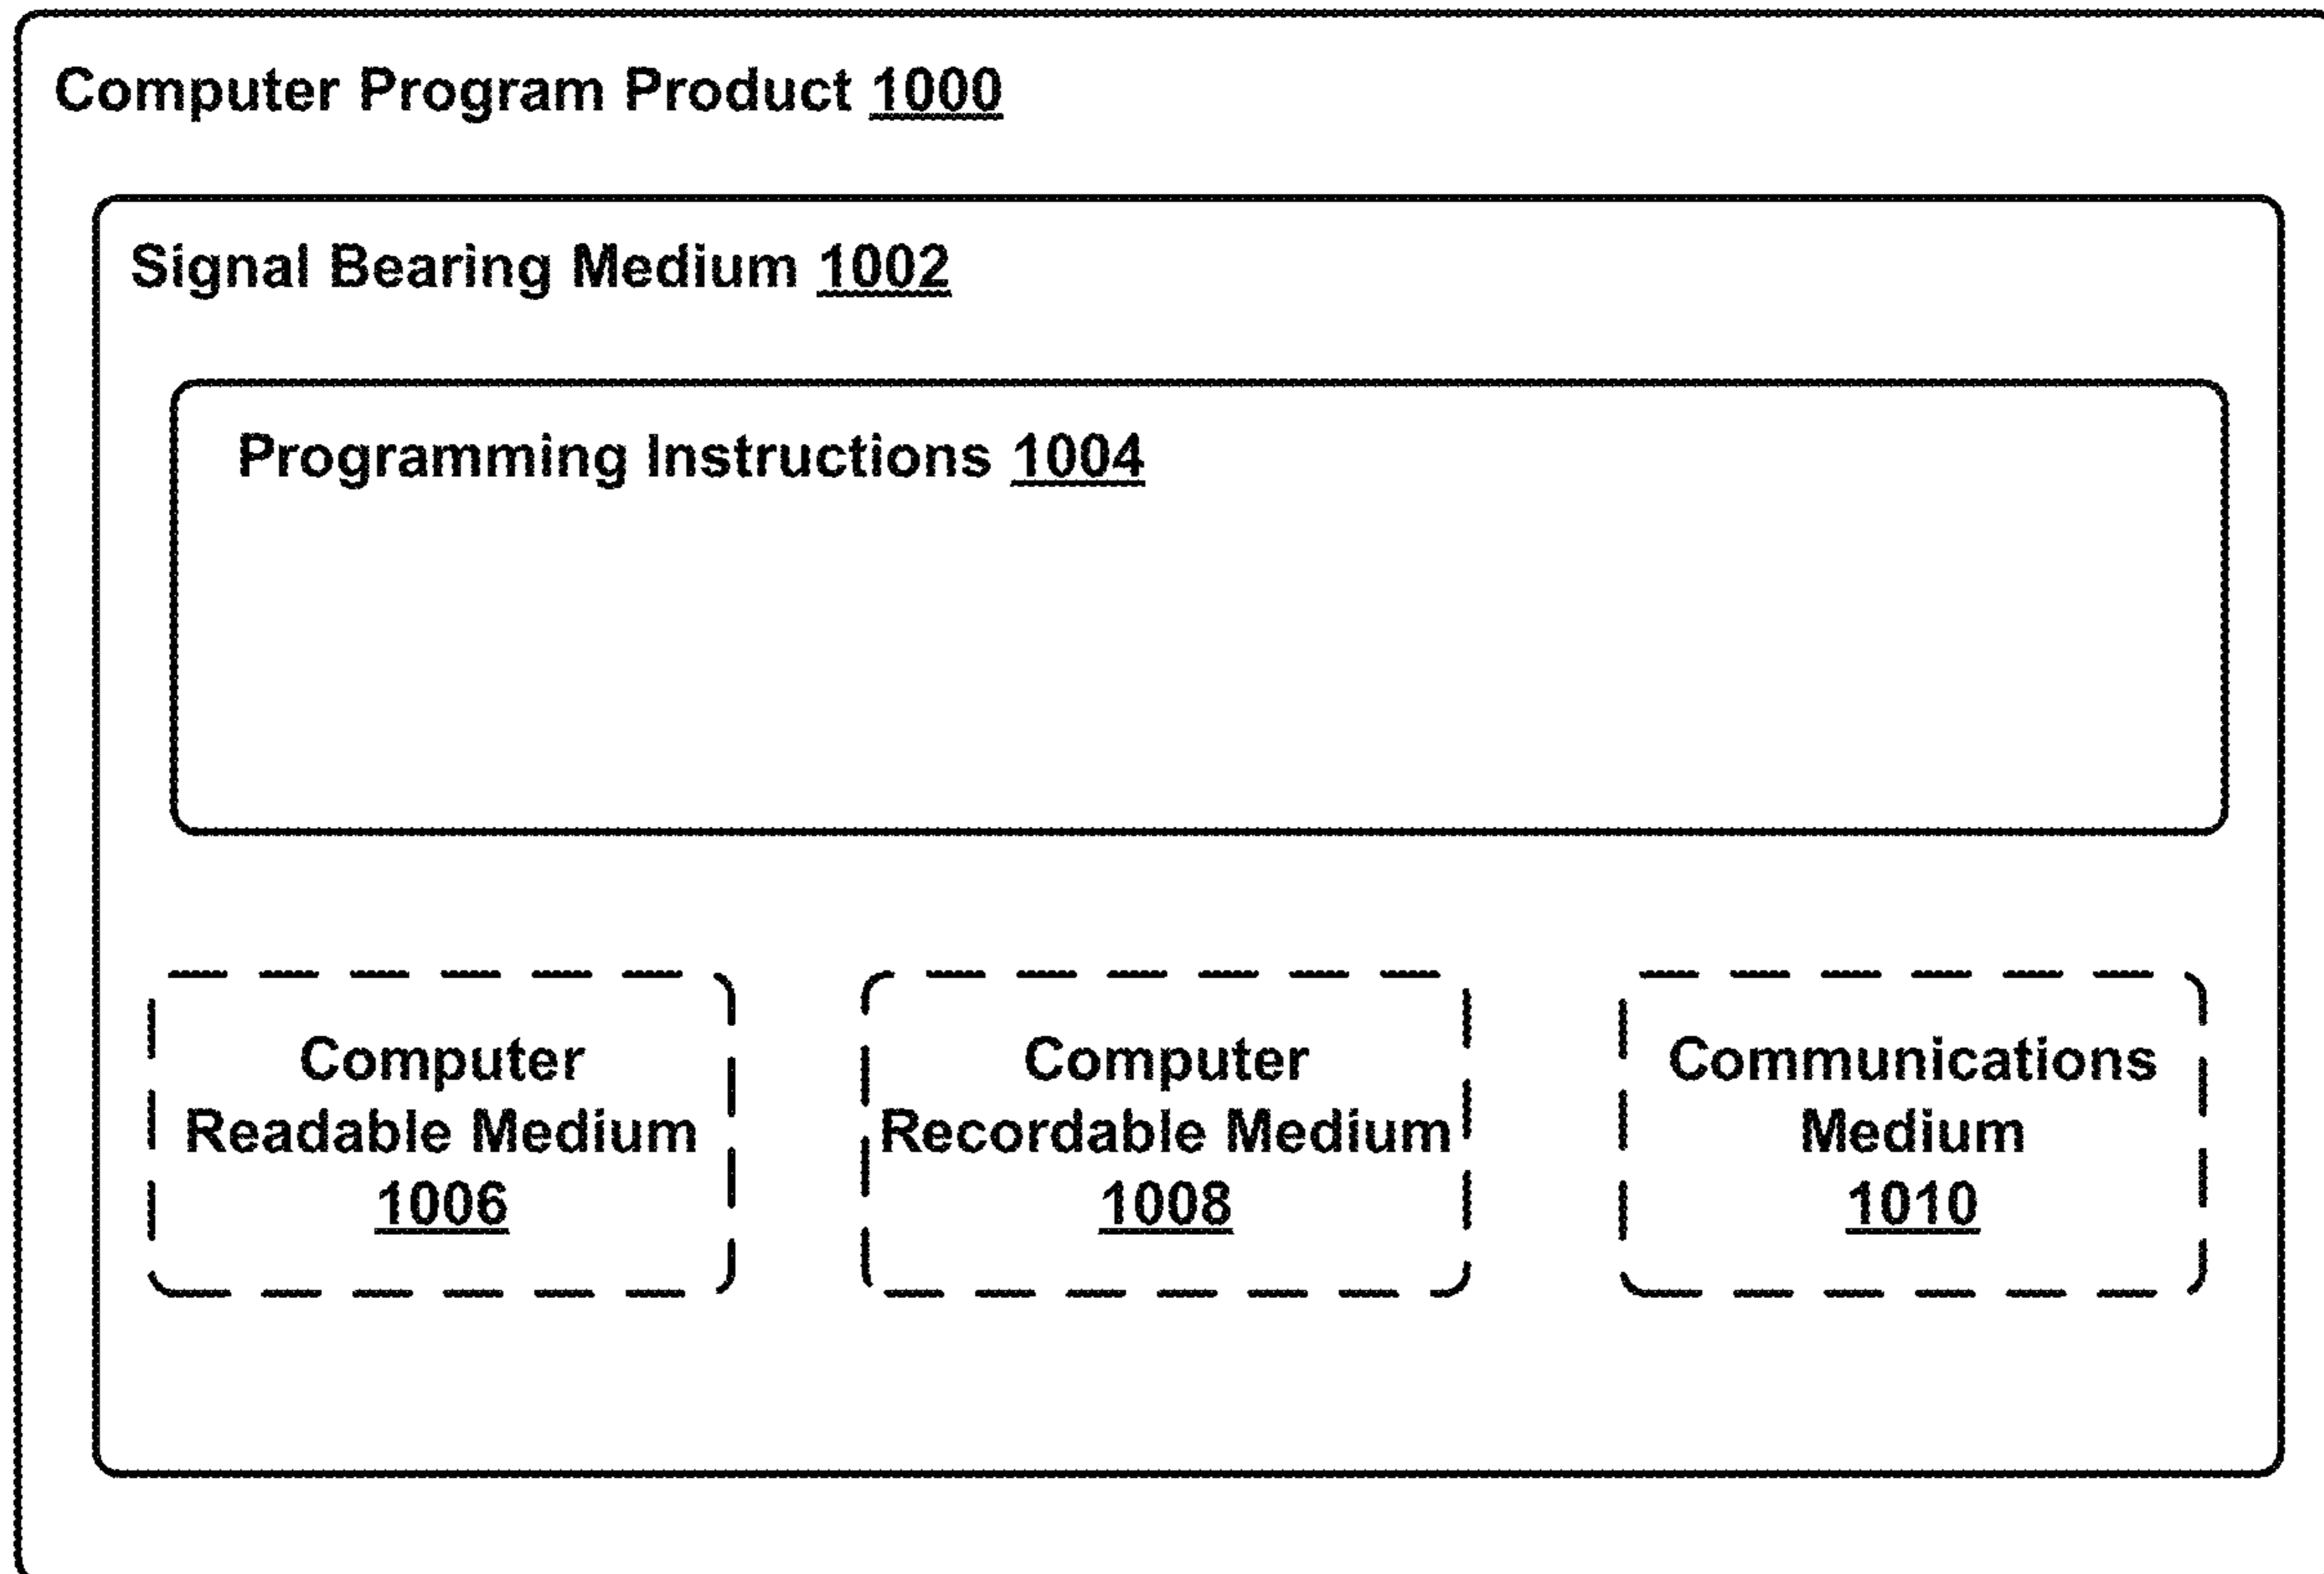 Computer Program Product 1000
Signal Bearing Medium 1002
Programming Instructions 1004
Computer
Readable Medium
1006
Computer
Recordable Medium
1008
Communications
Medium
1010